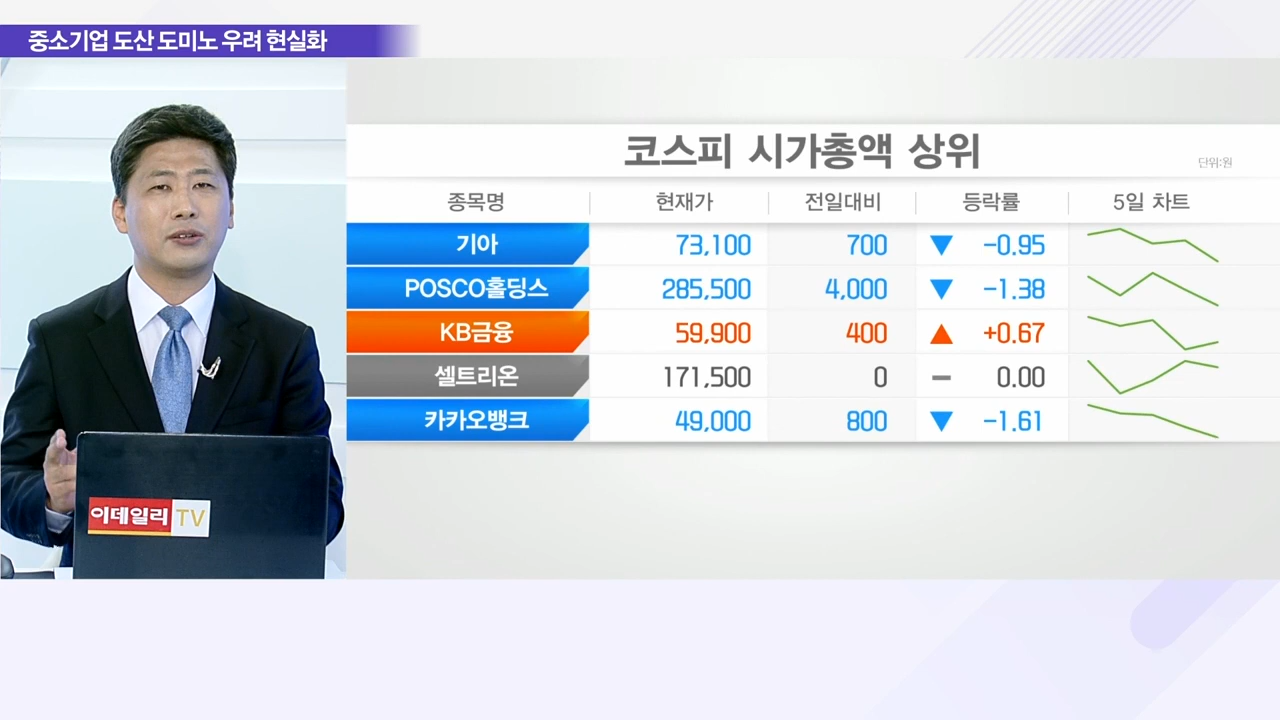 중소기업 도산 도미노 우려 현실화
코스피 시가총액 상위
단위:원
종목명 현재가 전일대비 등락률 5일 차트
기아 73,100 700 ▼ -0.95
POSCO홀딩스 285,500 4,000 ▼ -1.38
KB금융 59,900 400 ▲ +0.67
셀트리온 171,500 0 - 0.00
카카오뱅크 49,000 800 ▼ -1.61
이데일리 TV